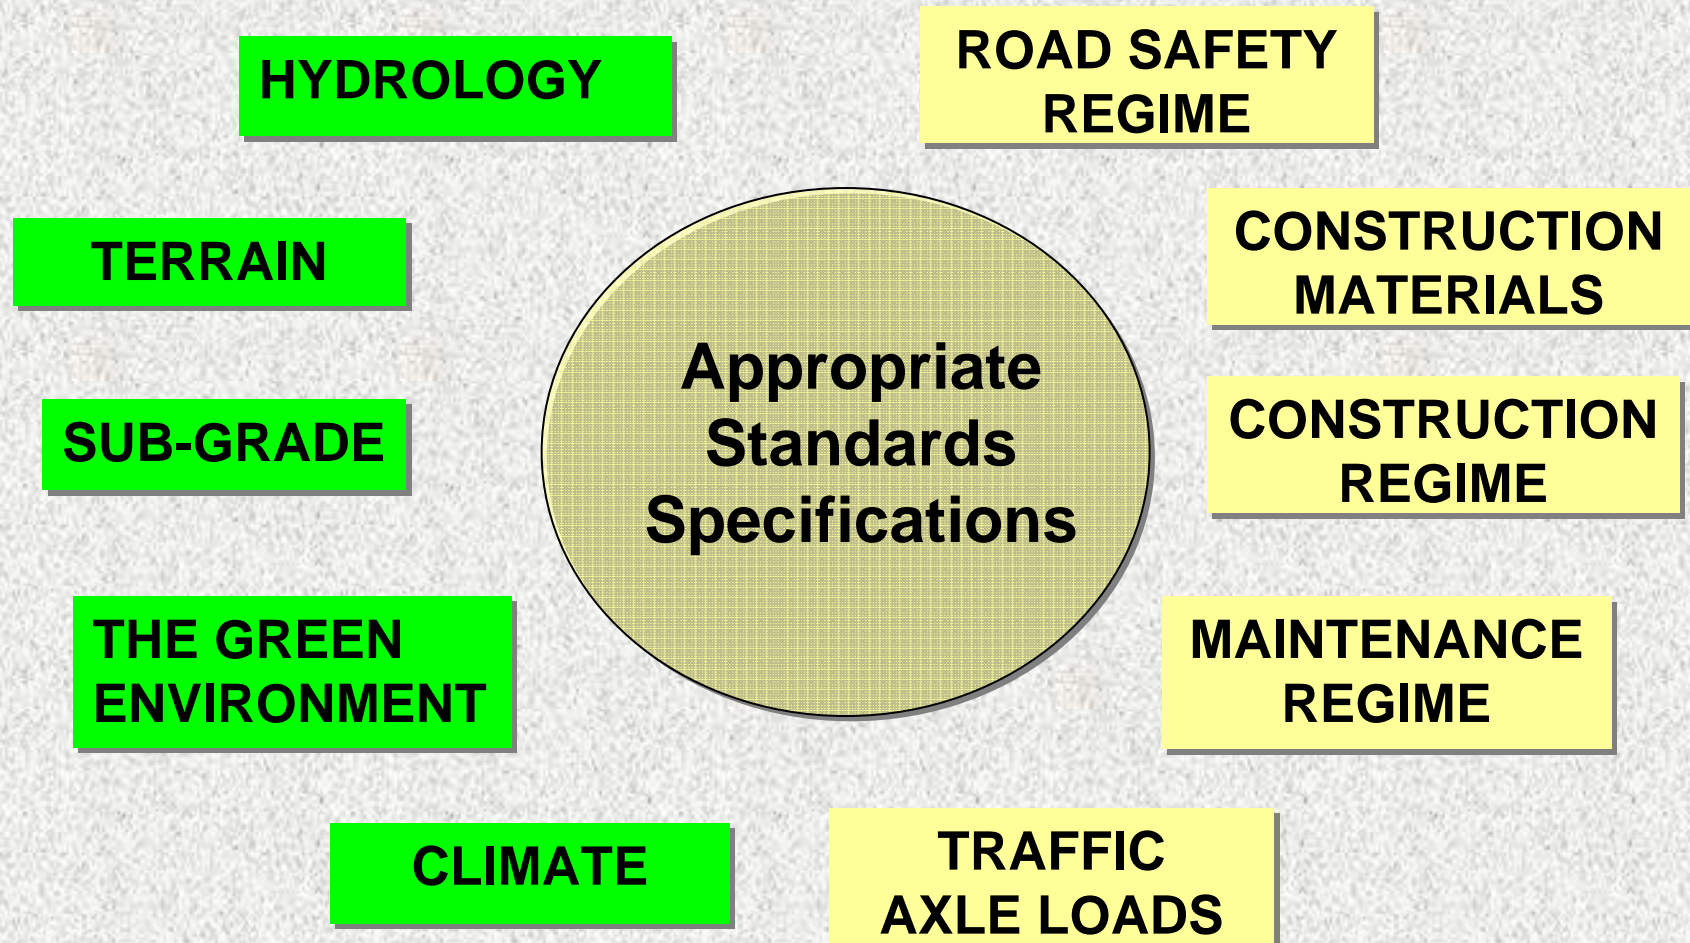 HYDROLOGY
ROAD SAFETY
REGIME
TERRAIN
CONSTRUCTION
MATERIALS
Appropriate
Standards
Specifications
SUB-GRADE
CONSTRUCTION
REGIME
THE GREEN
ENVIRONMENT
MAINTENANCE
REGIME
CLIMATE
TRAFFIC
AXLE LOADS